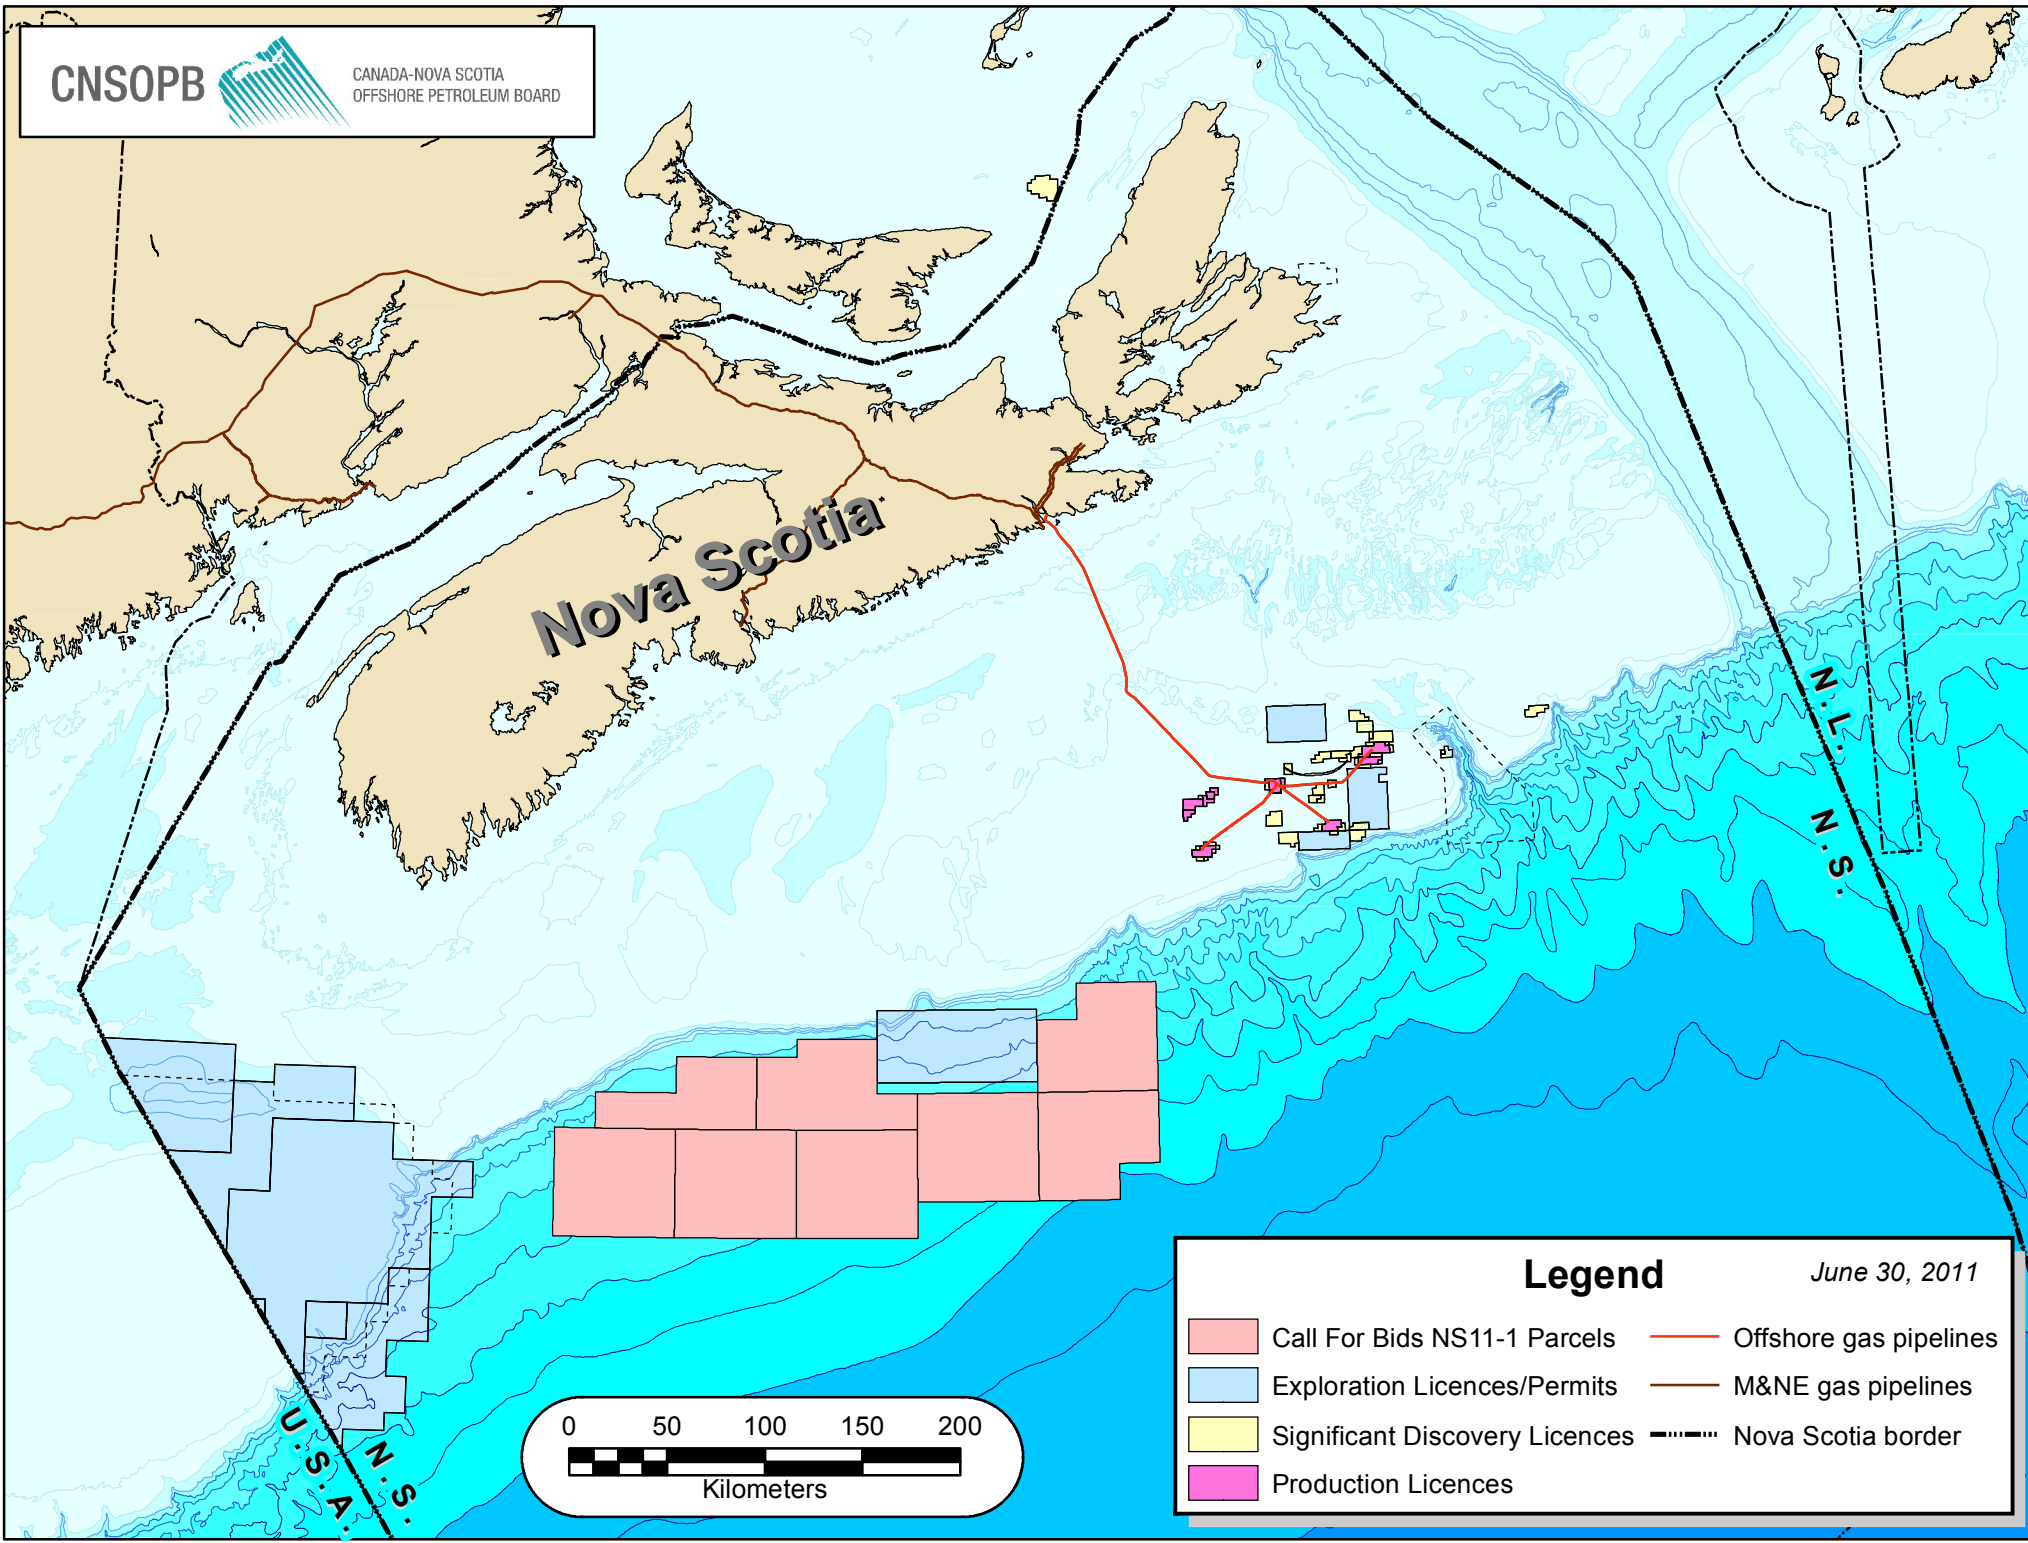 CNSOPB
CANADA-NOVA SCOTIA
OFFSHORE PETROLEUM BOARD
Nova Scotia
N.L.
N.S.
U.S.A.
N.S.
Legend
June 30, 2011
Call For Bids NS11-1 Parcels
Offshore gas pipelines
Exploration Licences/Permits
M&NE gas pipelines
Significant Discovery Licences
Nova Scotia border
Production Licences
0 50 100 150 200
Kilometers